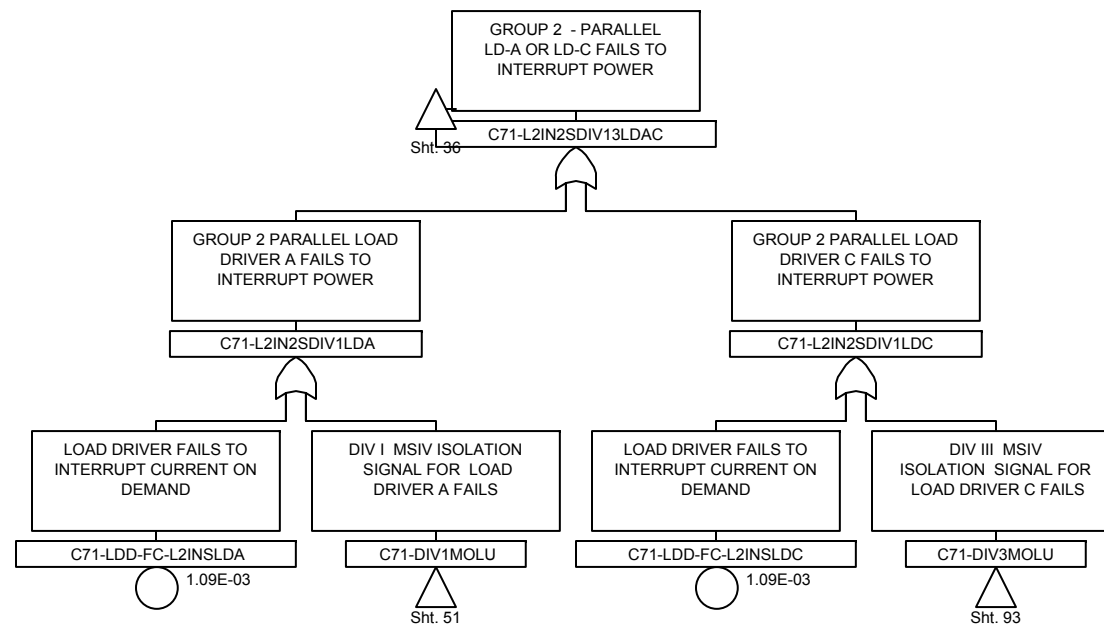 GROUP 2 - PARALLEL
LD-A OR LD-C FAILS TO
INTERRUPT POWER
C71-L2IN2SDIV13LDAC
Sht. 36
GROUP 2 PARALLEL LOAD
DRIVER A FAILS TO
INTERRUPT POWER
C71-L2IN2SDIV1LDA
GROUP 2 PARALLEL LOAD
DRIVER C FAILS TO
INTERRUPT POWER
C71-L2IN2SDIV1LDC
LOAD DRIVER FAILS TO
INTERRUPT CURRENT ON
DEMAND
C71-LDD-FC-L2INSLDA
1.09E-03
DIV I MSIV ISOLATION
SIGNAL FOR LOAD
DRIVER A FAILS
C71-DIV1MOLU
Sht. 51
LOAD DRIVER FAILS TO
INTERRUPT CURRENT ON
DEMAND
C71-LDD-FC-L2INSLDC
1.09E-03
DIV III MSIV
ISOLATION SIGNAL FOR
LOAD DRIVER C FAILS
C71-DIV3MOLU
Sht. 93